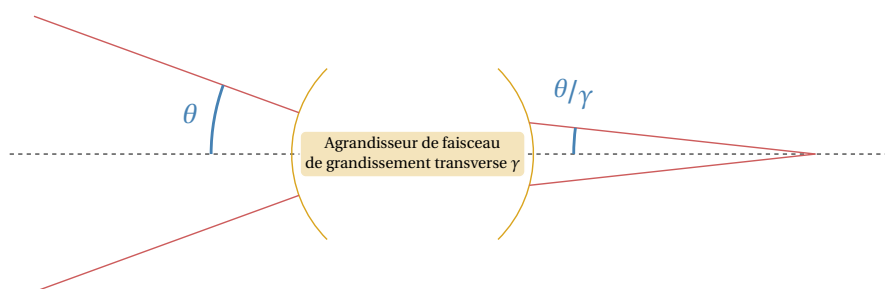 θ
θ/γ
Agrandisseur de faisceau
de grandissement transverse γ